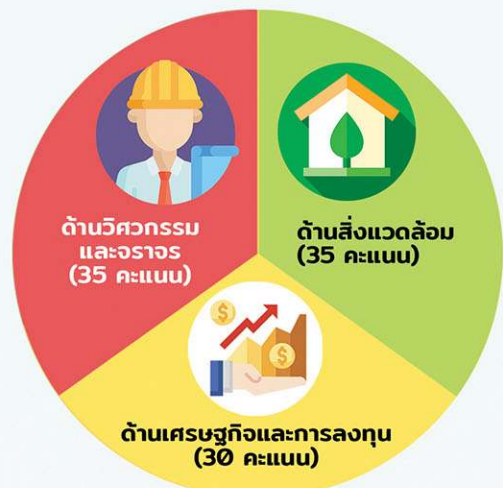 ด้านวิศวกรรม
และจราจร
(35 คะแนน)
ด้านสิ่งแวดล้อม
(35 คะแนน)
ด้านเศรษฐกิจและการลงทุน
(30 คะแนน)